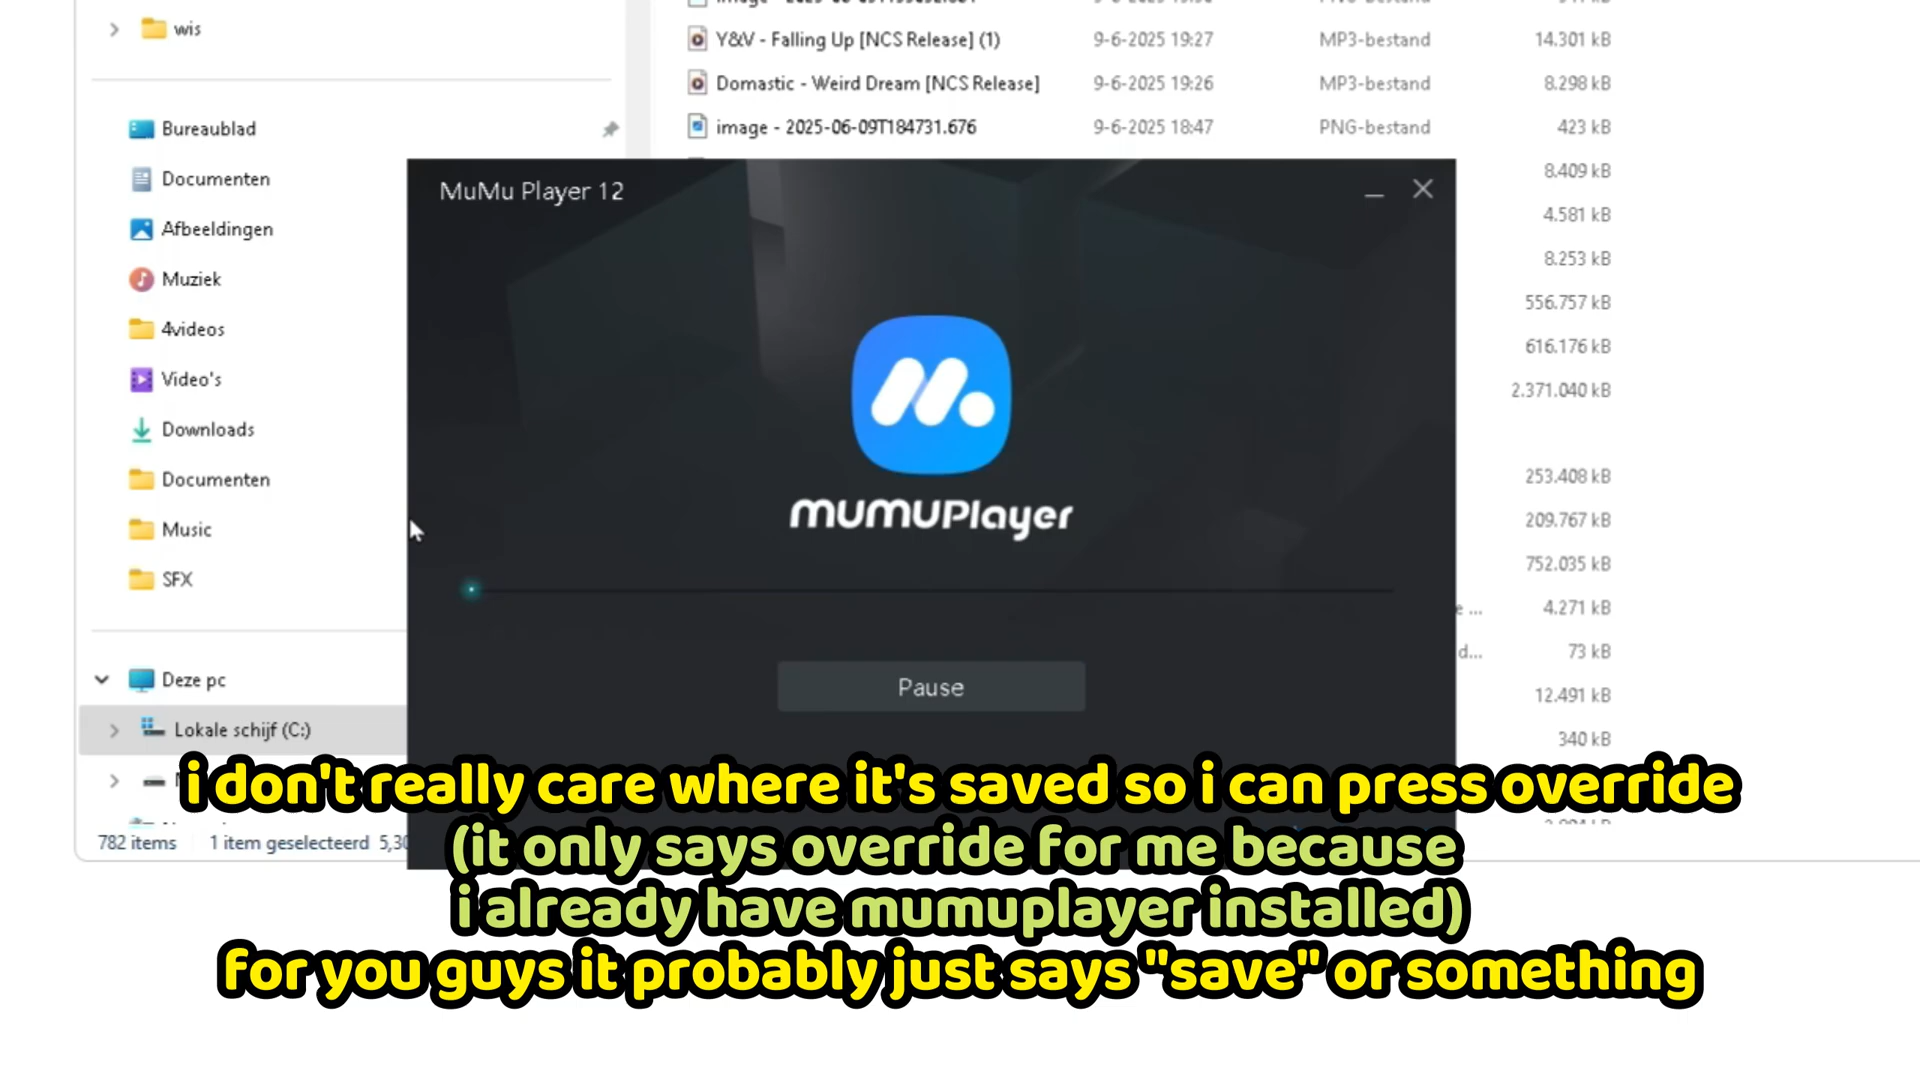 wis
Y&V - Falling Up [NCS Release] (1) 9-6-2025 19:27 MP3-bestand 14.301 kB
Domastic - Weird Dream [NCS Release] 9-6-2025 19:26 MP3-bestand 8.298 kB
image - 2025-06-09T184731.676 9-6-2025 18:47 PNG-bestand 423 kB
8.409 kB
4.581 kB
8.253 kB
556.757 kB
616.176 kB
2.371.040 kB
253.408 kB
209.767 kB
752.035 kB
e ... 4.271 kB
d... 73 kB
12.491 kB
340 kB
Bureaublad
Documenten
Afbeeldingen
Muziek
4videos
Video's
Downloads
Documenten
Music
SFX
Deze pc
Lokale schijf (C:)
782 items 1 item geselecteerd 5,30
MuMu Player 12
MUMUPlayer
Pause
i don't really care where it's saved so i can press override
(it only says override for me because
i already have mumuplayer installed)
for you guys it probably just says "save" or something